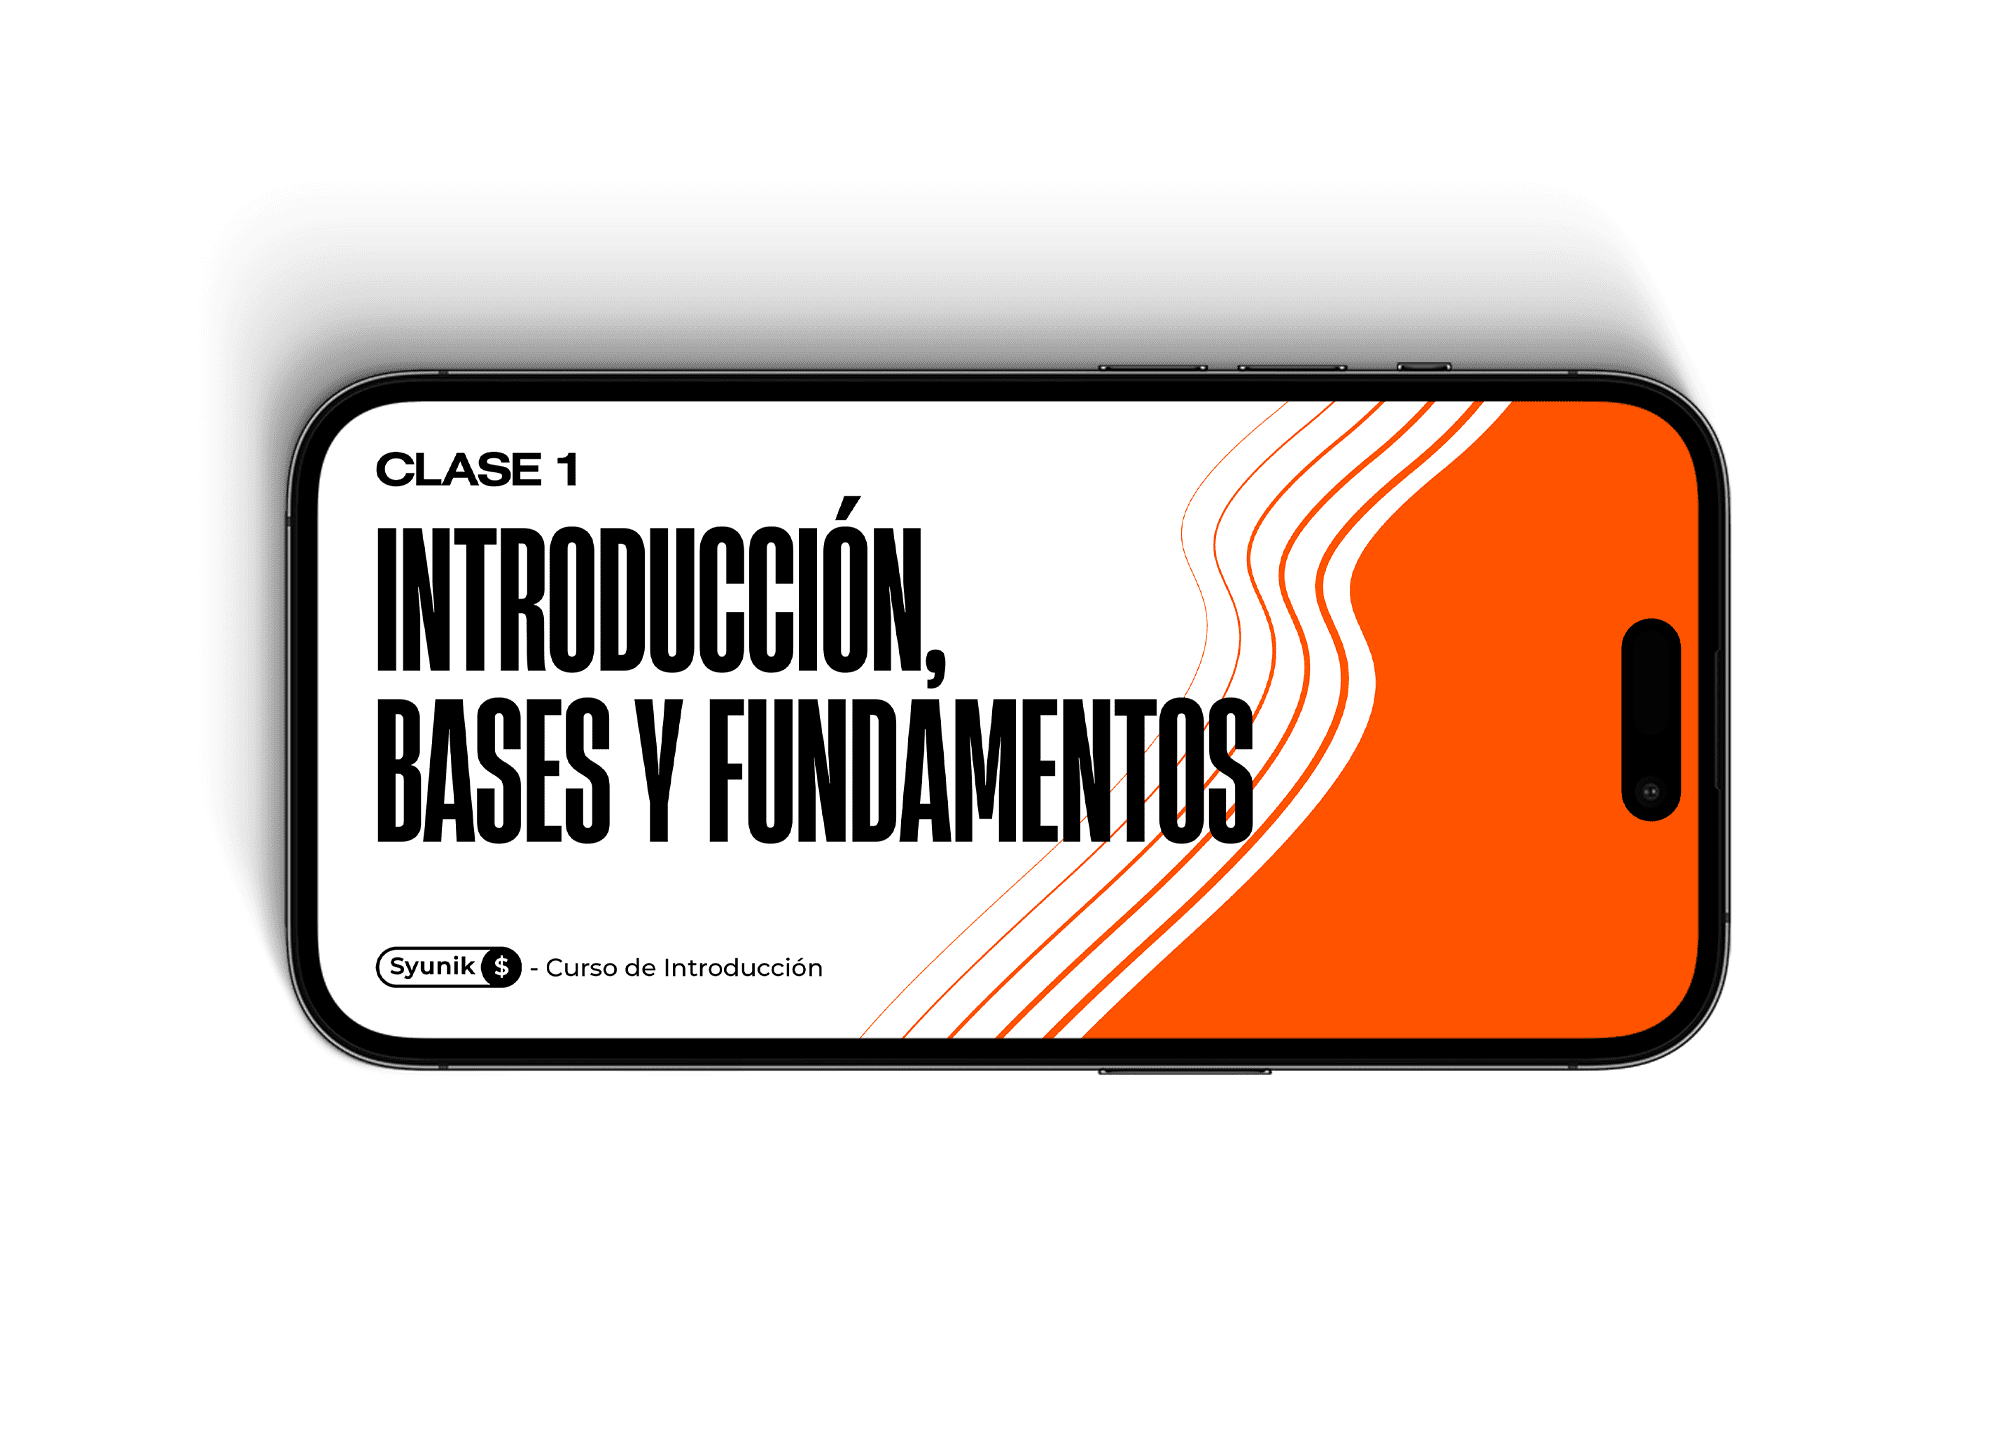 CLASE 1
INTRODUCCIÓN,
BASES Y FUNDAMENTOS
Syunik $ - Curso de Introducción